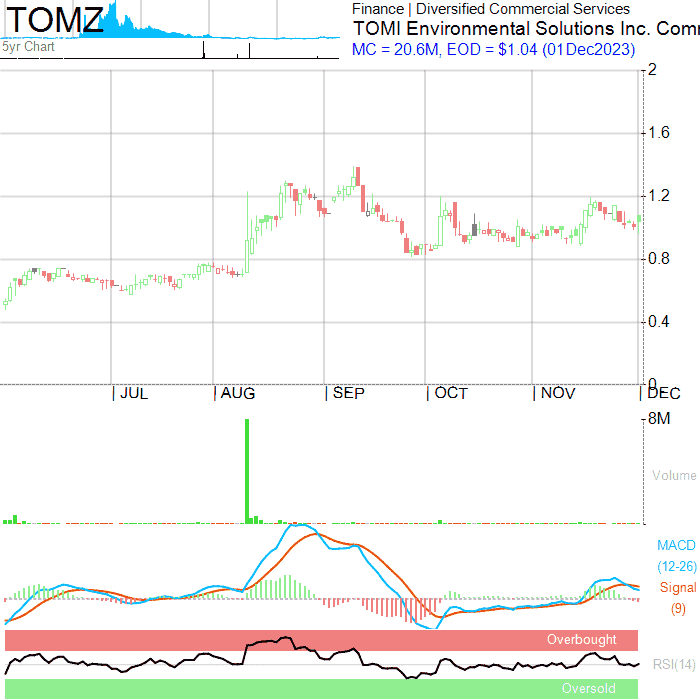 TOMZ
5yr Chart
Finance | Diversified Commercial Services
TOMI Environmental Solutions Inc. Comm
MC = 20.6M, EOD = $1.04 (01Dec2023)
2
1.6
1.2
0.8
0.4
0
| JUL | AUG | SEP | OCT | NOV | DEC
8M
Volume
MACD
(12-26)
Signal
(9)
Overbought
RSI(14)
Oversold